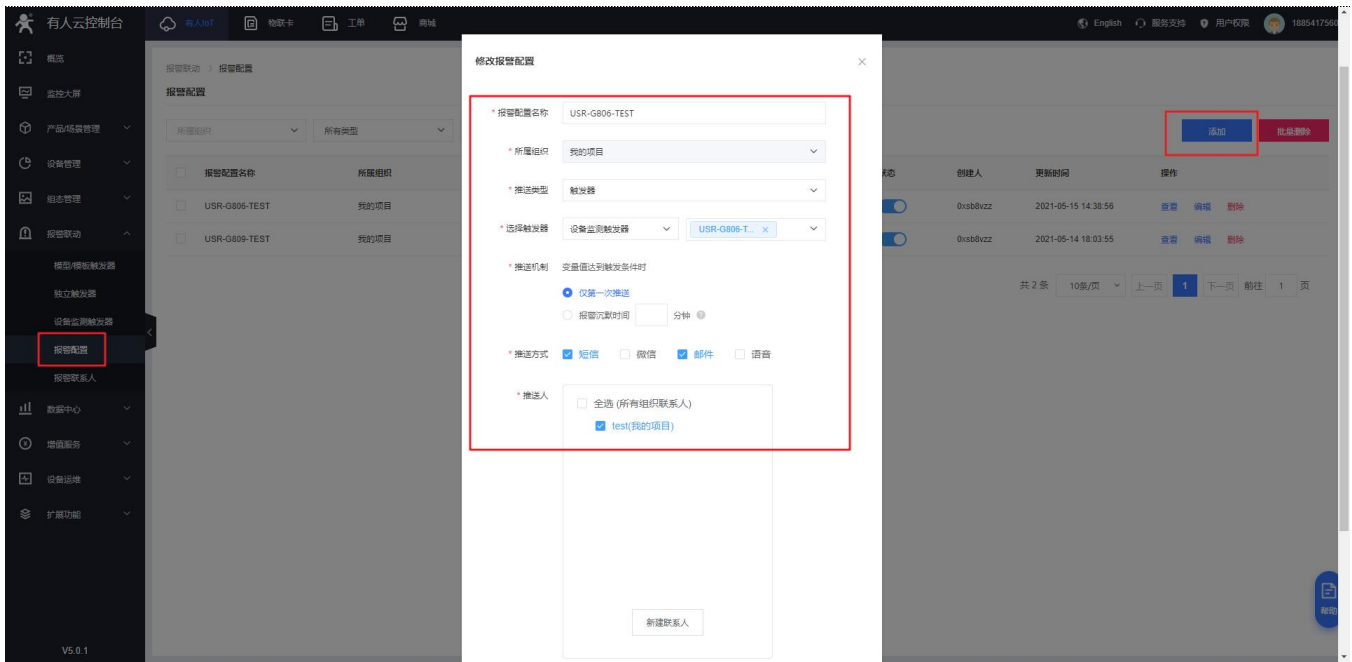 有人云控制台
有人IoT 物联卡 工单 商城
English 服务支持 用户权限 1885417560
概览
监控大屏
产品/场景管理
设备管理
组态管理
报警联动
模型/模板触发器
独立触发器
设备监测触发器
报警配置
报警联系人
数据中心
增值服务
设备运维
扩展功能
V5.0.1
报警联动 > 报警配置
报警配置
所属组织 所有类型
添加 批量删除
报警配置名称 所属组织 状态 创建人 更新时间 操作
USR-G806-TEST 我的项目 0xsb8vzz 2021-05-15 14:38:56 查看 编辑 删除
USR-G809-TEST 我的项目 0xsb8vzz 2021-05-14 18:03:55 查看 编辑 删除
共 2 条 10条/页 上一页 1 下一页 前往 1 页
修改报警配置 ×
* 报警配置名称 USR-G806-TEST
* 所属组织 我的项目
* 推送类型 触发器
* 选择触发器 设备监测触发器 USR-G806-T... ×
* 推送机制 变量值达到触发条件时
仅第一次推送
报警沉默时间 分钟
* 推送方式 短信 微信 邮件 语音
* 推送人
全选 (所有组织联系人)
test(我的项目)
新建联系人
帮助